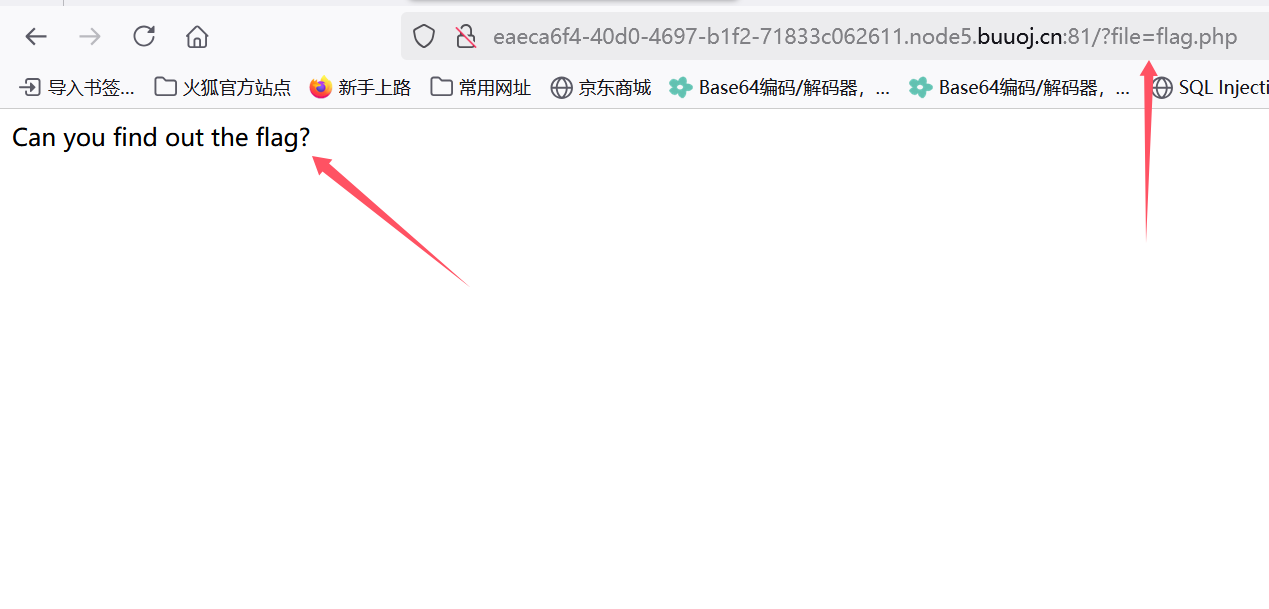 eaeca6f4-40d0-4697-b1f2-71833c062611.node5.buuoj.cn:81/?file=flag.php
导入书签... 火狐官方站点 新手上路 常用网址 京东商城 Base64编码/解码器，... Base64编码/解码器，... SQL Injecti
Can you find out the flag?